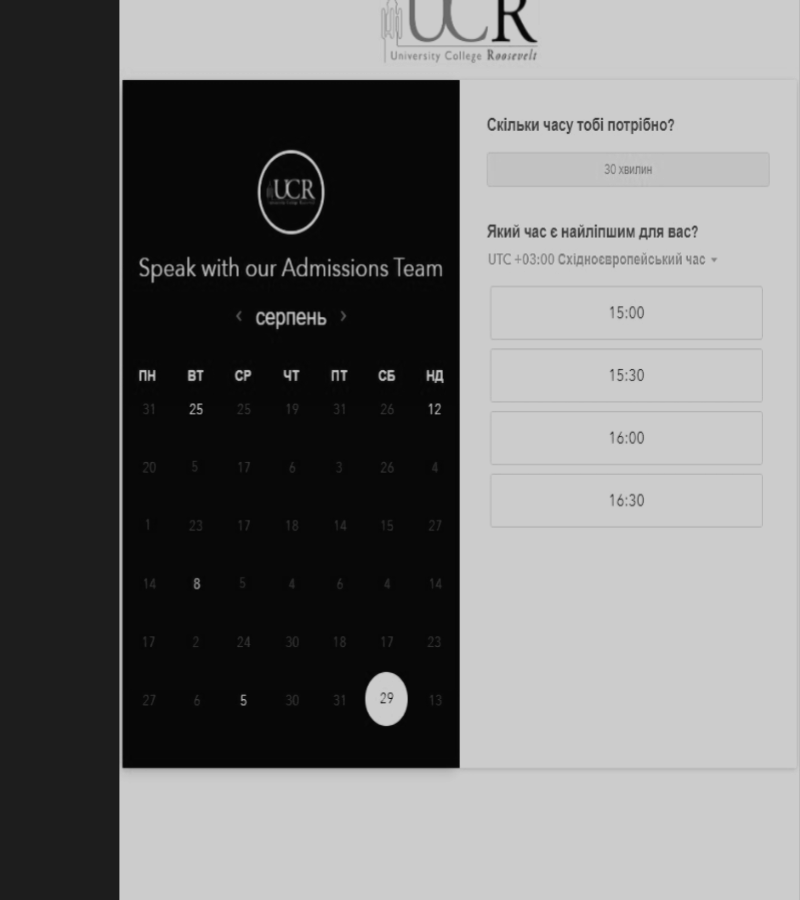 UCR
University College Roosevelt
UCR
Speak with our Admissions Team
‹ серпень ›
ПН ВТ СР ЧТ ПТ СБ НД
31 25 25 19 31 26 12
20 5 17 6 3 26 4
1 23 17 18 14 15 27
14 8 5 4 6 4 14
17 2 24 30 18 17 23
27 6 5 30 31 29 13
Скільки часу тобі потрібно?
30 хвилин
Який час є найліпшим для вас?
UTC +03:00 Східноєвропейський час
15:00
15:30
16:00
16:30